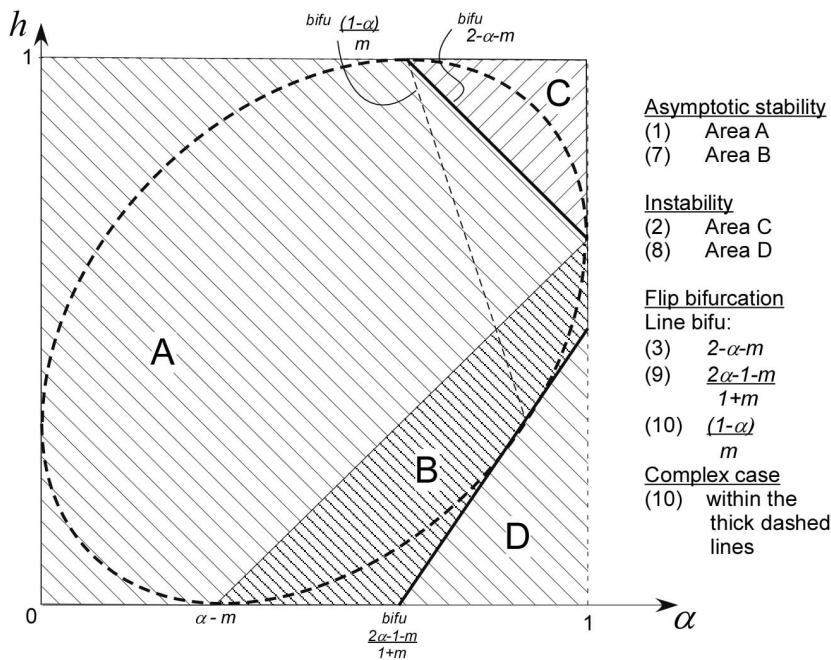 h
bifu (1-α)
m
bifu
2-α-m
1
C
A
B
D
0
α - m
bifu
2α-1-m
1+m
1
α
Asymptotic stability
(1) Area A
(7) Area B
Instability
(2) Area C
(8) Area D
Flip bifurcation
Line bifu:
(3) 2-α-m
(9) 2α-1-m
1+m
(10) (1-α)
m
Complex case
(10) within the
thick dashed
lines